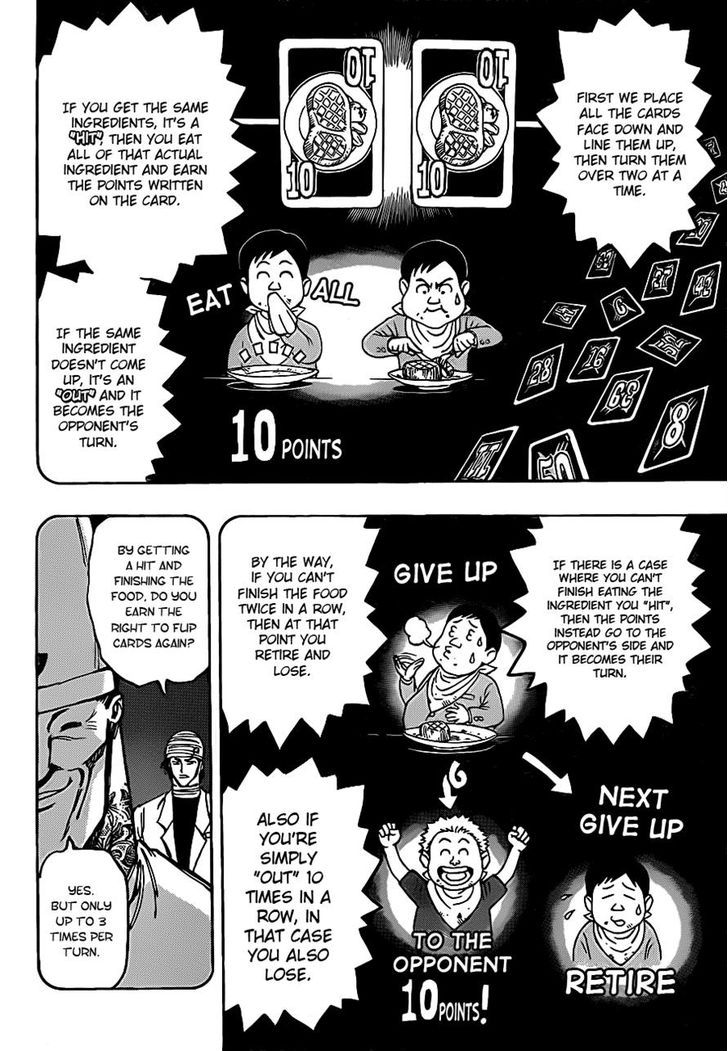 FIRST WE PLACE
ALL THE CARDS
FACE DOWN AND
LINE THEM UP,
THEN TURN THEM
OVER TWO AT A
TIME.
10
10
10
10
IF YOU GET THE SAME
INGREDIENTS, IT'S A
"HIT". THEN YOU EAT
ALL OF THAT ACTUAL
INGREDIENT AND EARN
THE POINTS WRITTEN
ON THE CARD.
EAT ALL
10 POINTS
IF THE SAME
INGREDIENT
DOESN'T COME
UP, IT'S AN
"OUT" AND IT
BECOMES THE
OPPONENT'S
TURN.
6
16
28
63
8
50
IF THERE IS A CASE
WHERE YOU CAN'T
FINISH EATING THE
INGREDIENT YOU "HIT",
THEN THE POINTS
INSTEAD GO TO THE
OPPONENT'S SIDE AND
IT BECOMES THEIR
TURN.
GIVE UP
BY THE WAY,
IF YOU CAN'T
FINISH THE FOOD
TWICE IN A ROW,
THEN AT THAT
POINT YOU
RETIRE AND
LOSE.
NEXT
GIVE UP
RETIRE
TO THE
OPPONENT
10 POINTS!
ALSO IF
YOU'RE
SIMPLY
"OUT" 10
TIMES IN A
ROW, IN
THAT CASE
YOU ALSO
LOSE.
BY GETTING
A HIT AND
FINISHING THE
FOOD, DO YOU
EARN THE
RIGHT TO FLIP
CARDS AGAIN?
YES.
BUT ONLY
UP TO 3
TIMES PER
TURN.